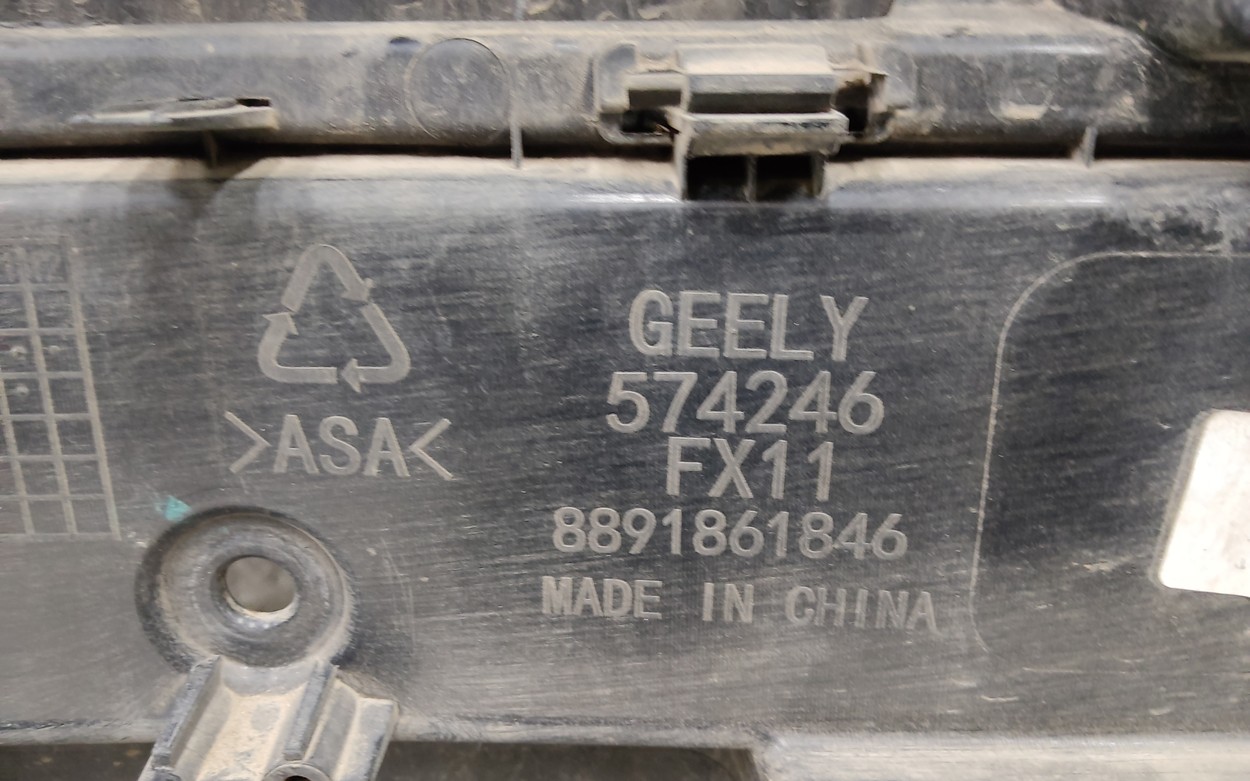 >ASA<
GEELY
574246
FX11
8891861846
MADE IN CHINA